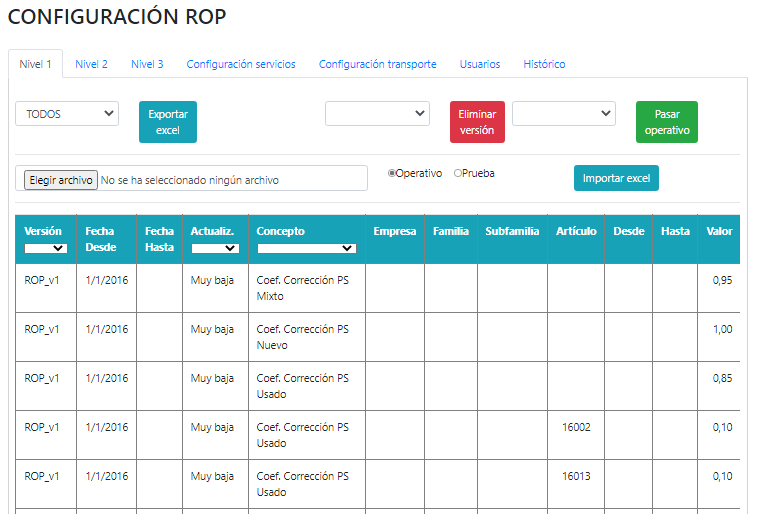 CONFIGURACIÓN ROP
Nivel 1 Nivel 2 Nivel 3 Configuración servicios Configuración transporte Usuarios Histórico
TODOS Exportar excel Eliminar versión Pasar operativo
Elegir archivo No se ha seleccionado ningún archivo Operativo Prueba Importar excel
Versión Fecha Desde Fecha Hasta Actualiz. Concepto Empresa Familia Subfamilia Artículo Desde Hasta Valor
ROP_v1 1/1/2016 Muy baja Coef. Corrección PS Mixto 0,95
ROP_v1 1/1/2016 Muy baja Coef. Corrección PS Nuevo 1,00
ROP_v1 1/1/2016 Muy baja Coef. Corrección PS Usado 0,85
ROP_v1 1/1/2016 Muy baja Coef. Corrección PS Usado 16002 0,10
ROP_v1 1/1/2016 Muy baja Coef. Corrección PS Usado 16013 0,10